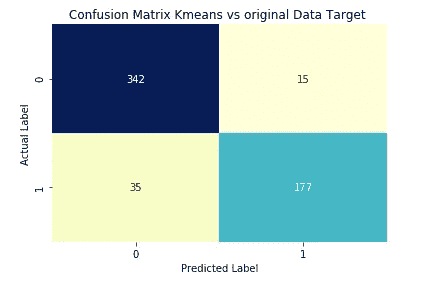 Confusion Matrix Kmeans vs original Data Target
Actual Label
0
342
15
1
35
177
0
1
Predicted Label